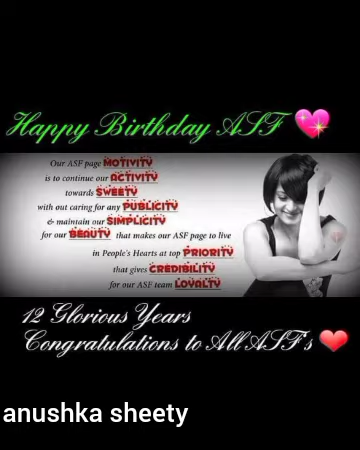 Happy Birthday ASF 💖
Our ASF page MOTIVITY
is to continue our ACTIVITY
towards SWEETY
with out caring for any PUBLICITY
& maintain our SIMPLICITY
for our BEAUTY that makes our ASF page to live
in People's Hearts at top PRIORITY
that gives CREDIBILITY
for our ASF team LOYALTY
12 Glorious Years
Congratulations to All ASF's ❤
anushka sheety